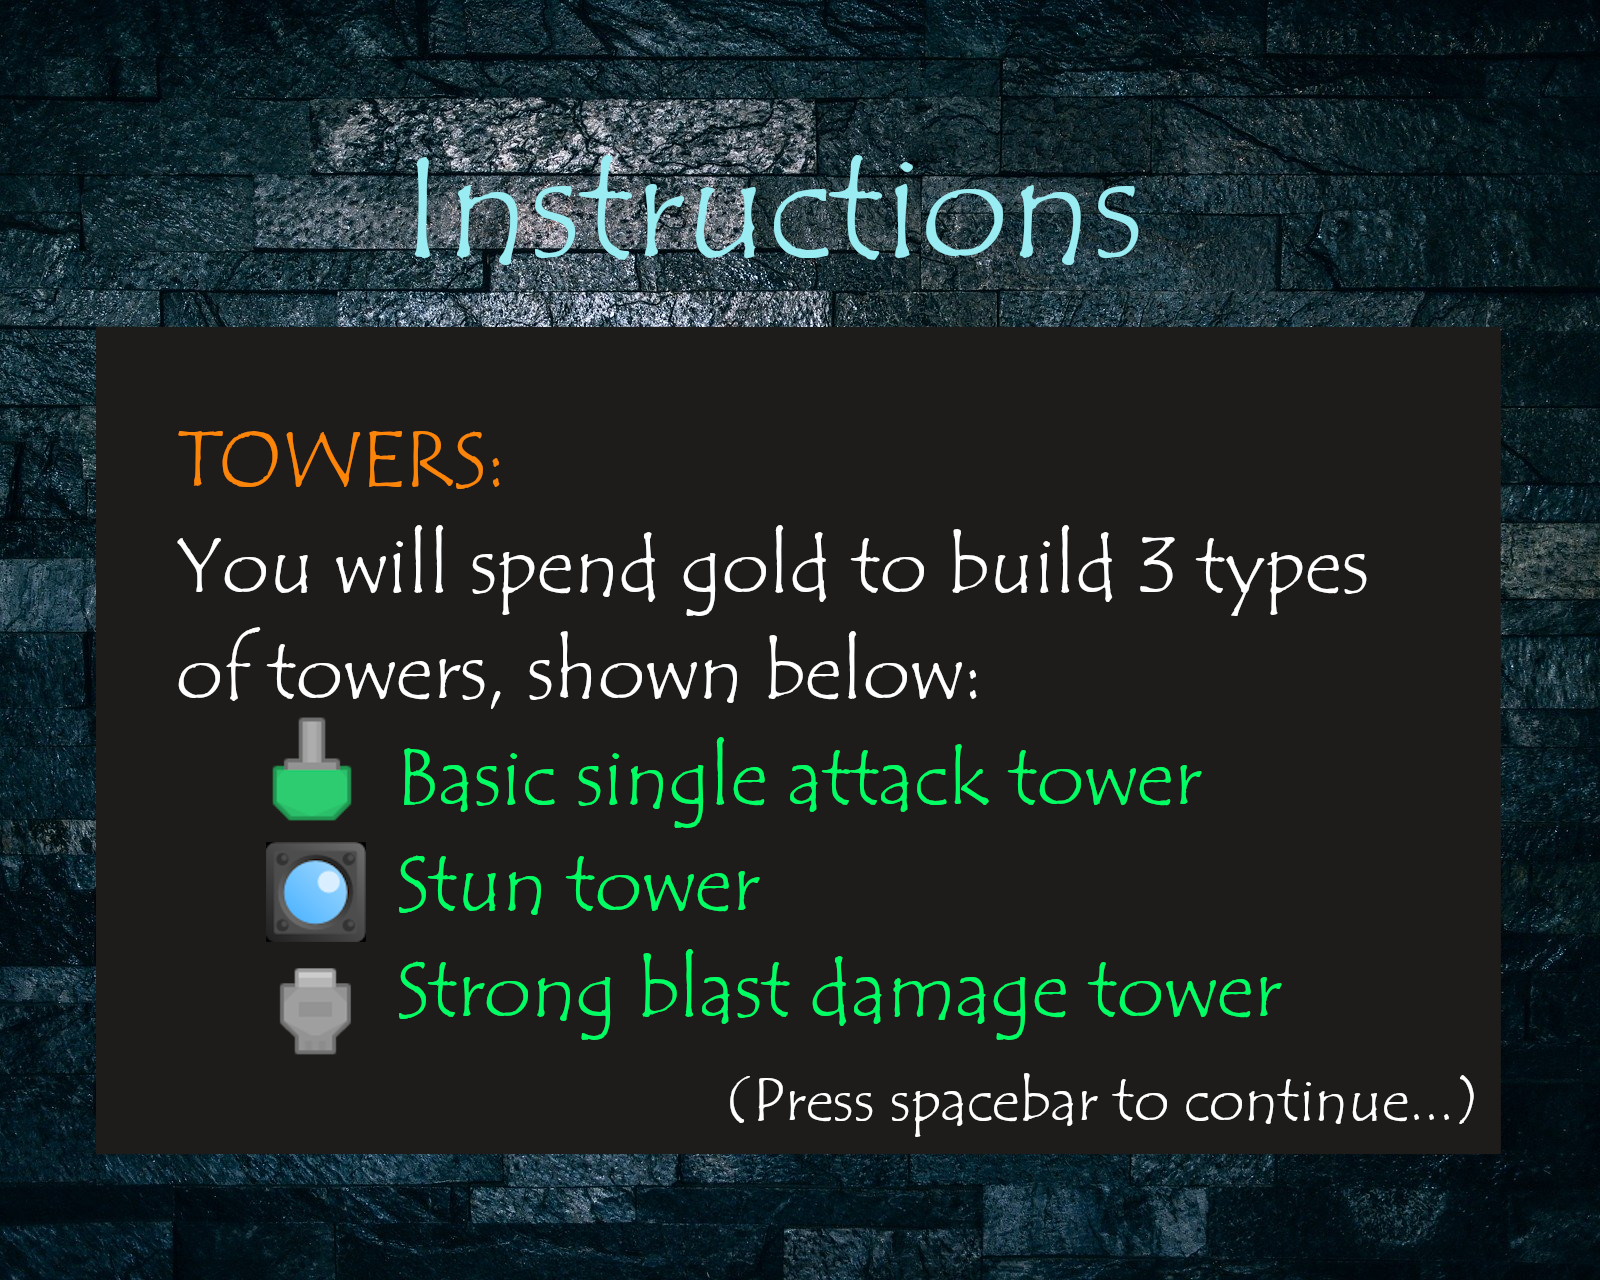 Instructions
TOWERS:
You will spend gold to build 3 types
of towers, shown below:
Basic single attack tower
Stun tower
Strong blast damage tower
(Press spacebar to continue...)